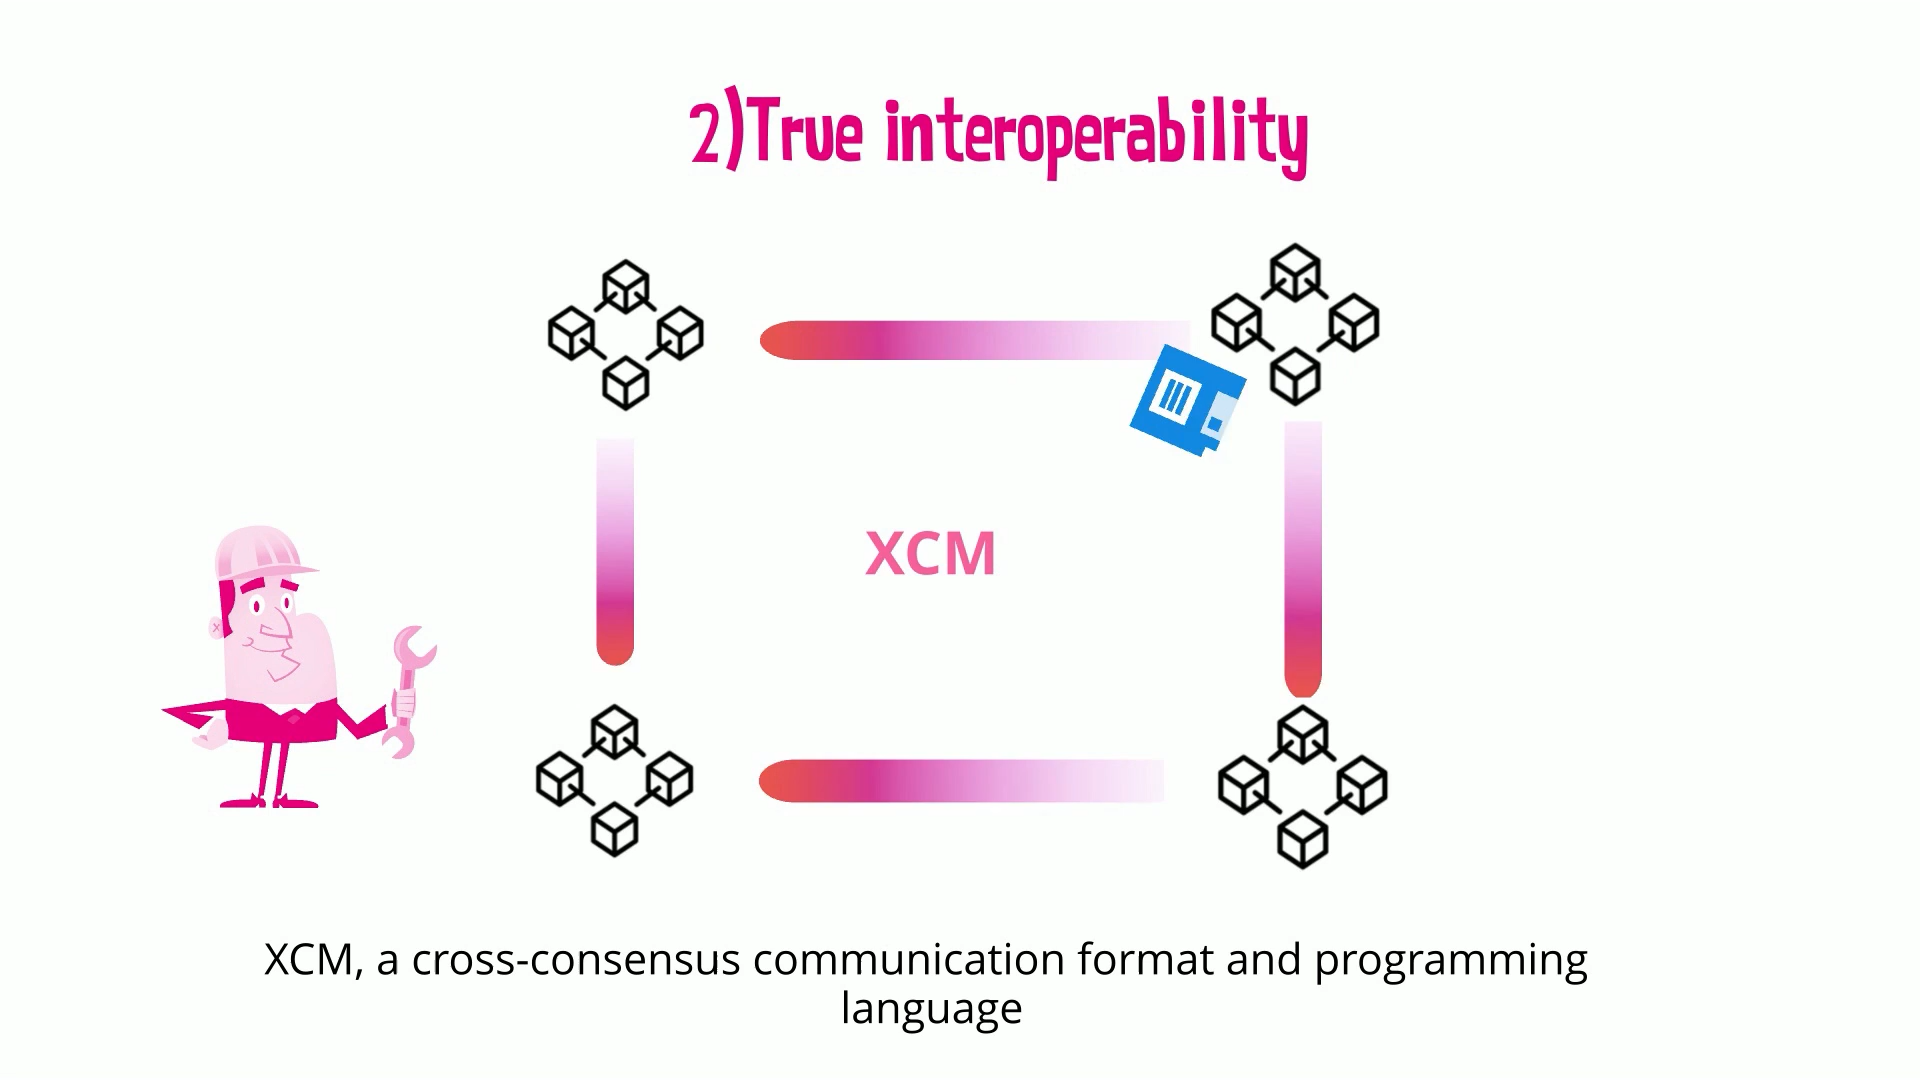 2)True interoperability
XCM
XCM, a cross-consensus communication format and programming
language